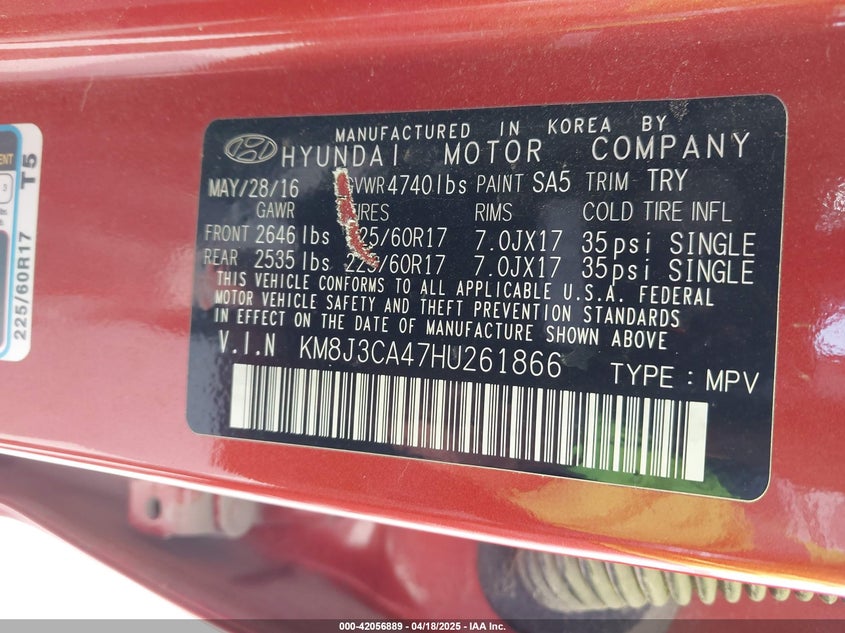 MANUFACTURED IN KOREA BY
HYUNDAI MOTOR COMPANY
MAY/28/16 GVWR 4740 lbs PAINT SA5 TRIM TRY
GAWR RIMS COLD TIRE INFL
FRONT 2646 lbs 7.0JX17 35psi SINGLE
REAR 2535 lbs 7.0JX17 35psi SINGLE
THIS VEHICLE CONFORMS TO ALL APPLICABLE U.S.A. FEDERAL
MOTOR VEHICLE SAFETY AND THEFT PREVENTION STANDARDS
IN EFFECT ON THE DATE OF MANUFACTURE SHOWN ABOVE
V.I.N KM8J3CA47HU261866 TYPE : MPV
225/60R17 T5
000-42056889 - 04/18/2025 - IAA Inc.